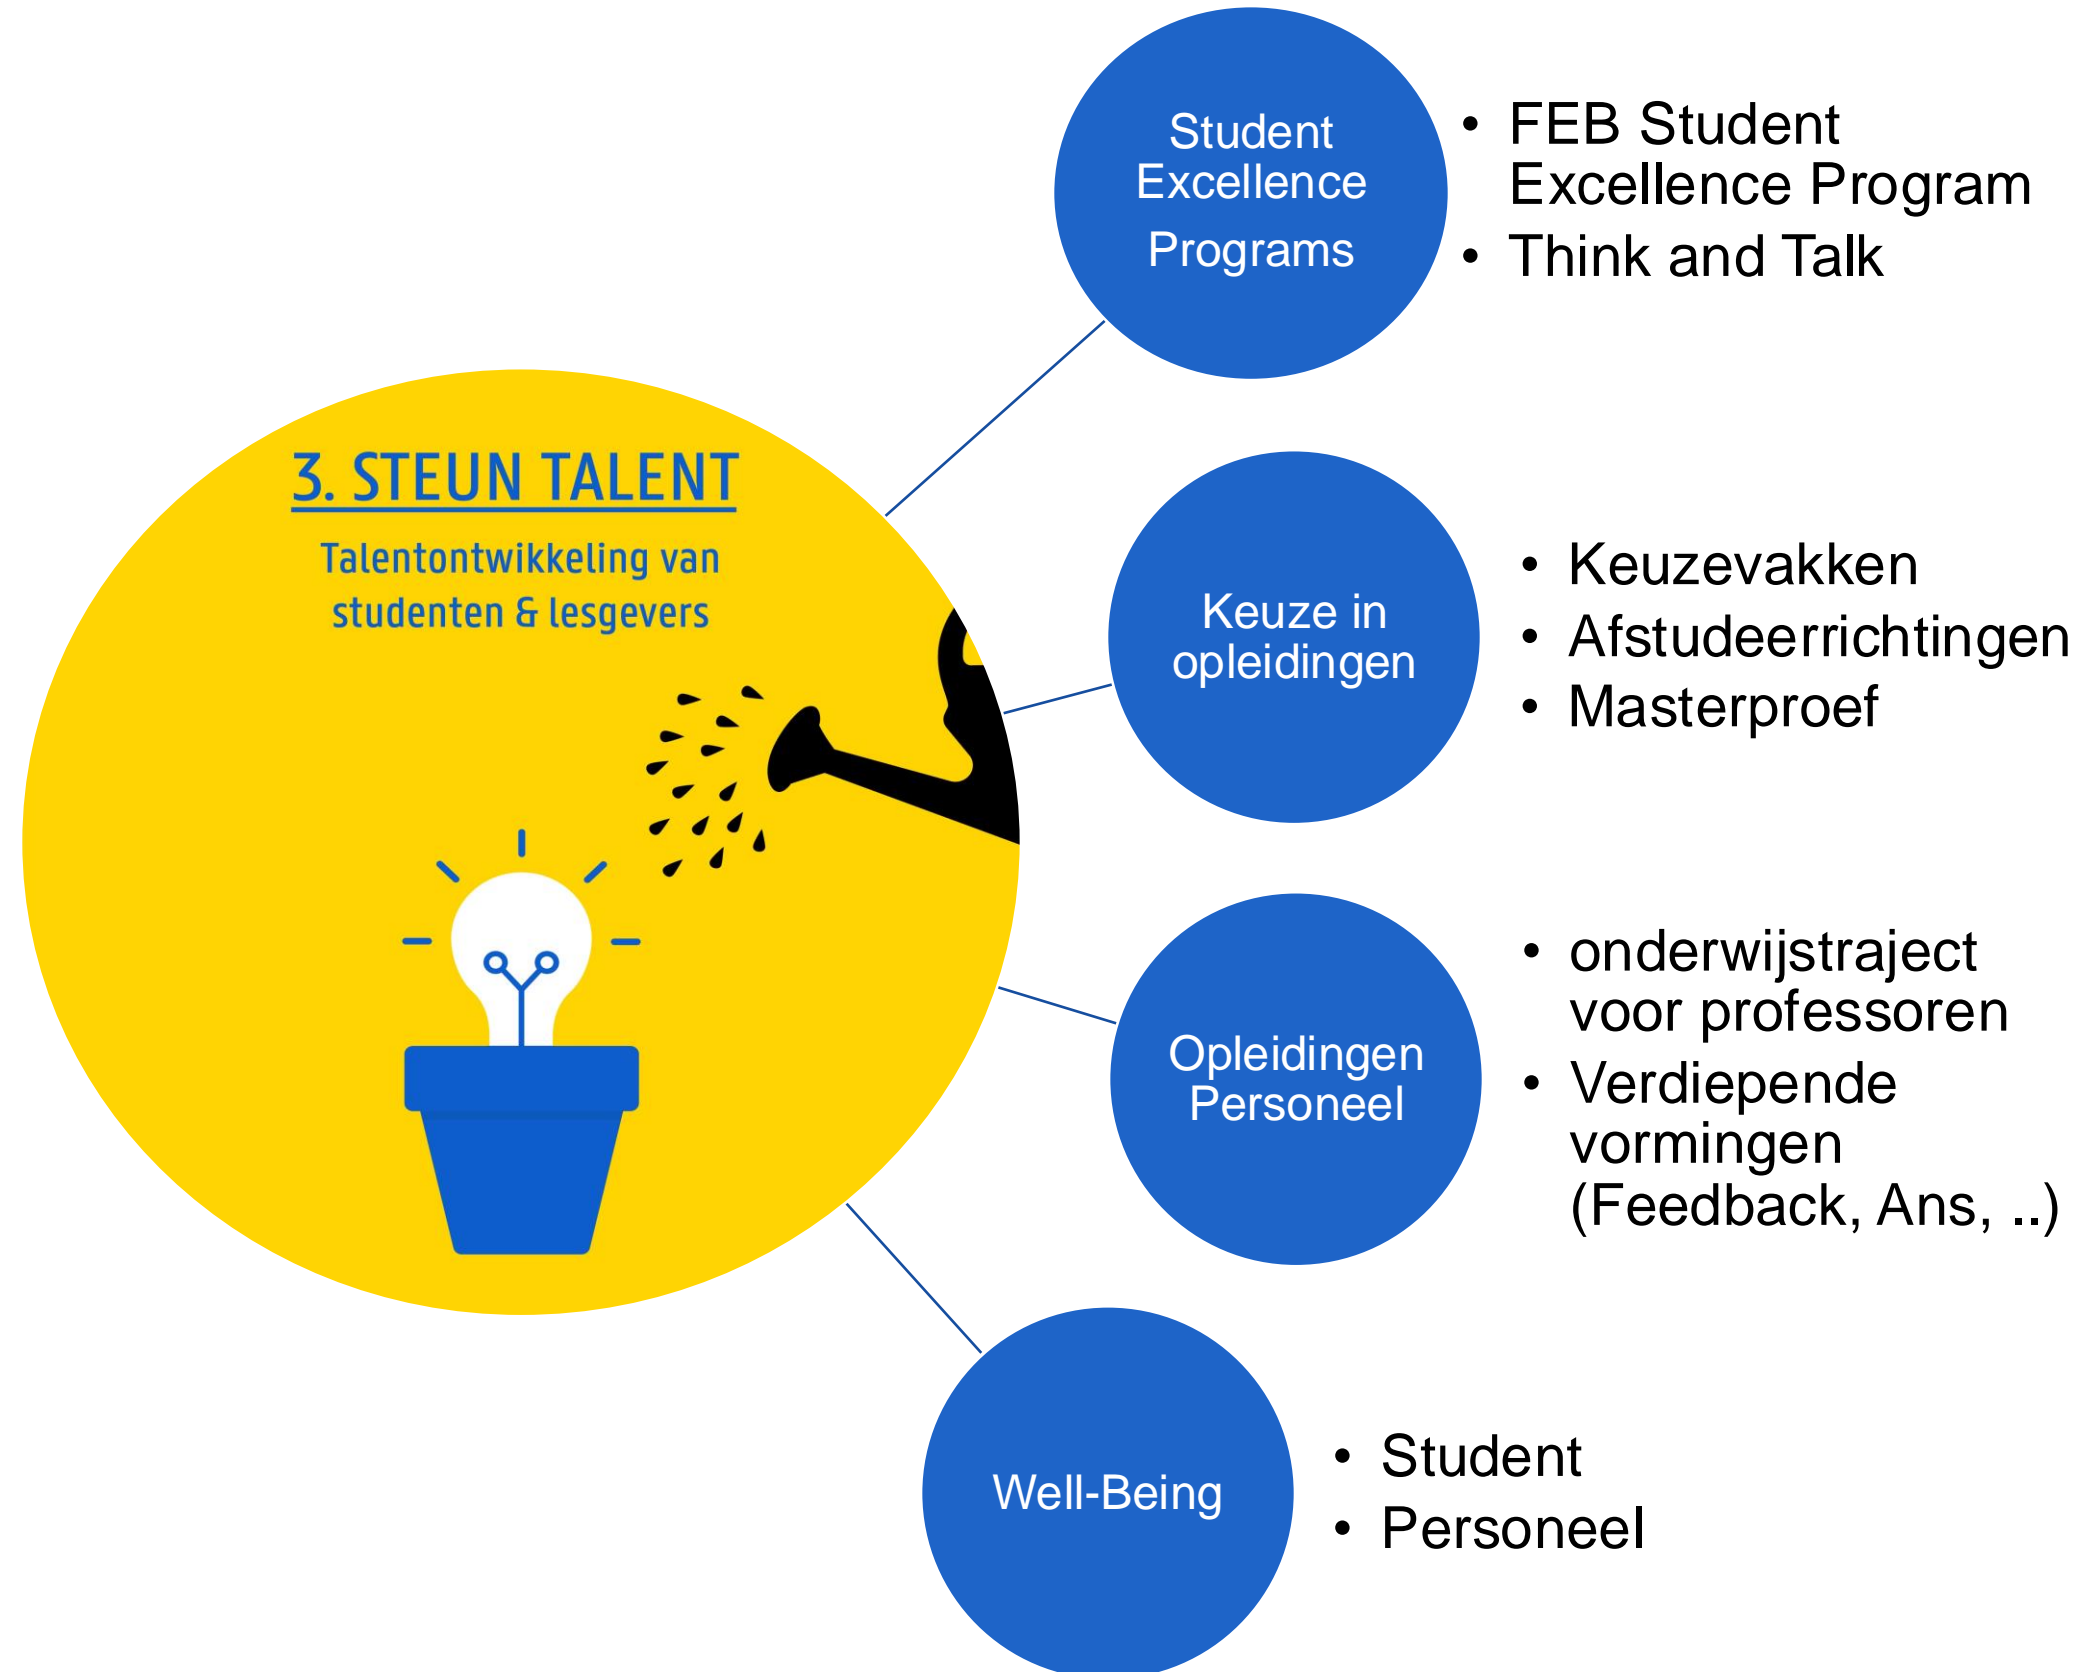 3. STEUN TALENT
Talentontwikkeling van
studenten & lesgevers
Student
Excellence
Programs
• FEB Student
Excellence Program
• Think and Talk
Keuze in
opleidingen
• Keuzevakken
• Afstudeerrichtingen
• Masterproef
Opleidingen
Personeel
• onderwijstraject
voor professoren
• Verdiepende
vormingen
(Feedback, Ans, ..)
Well-Being
• Student
• Personeel